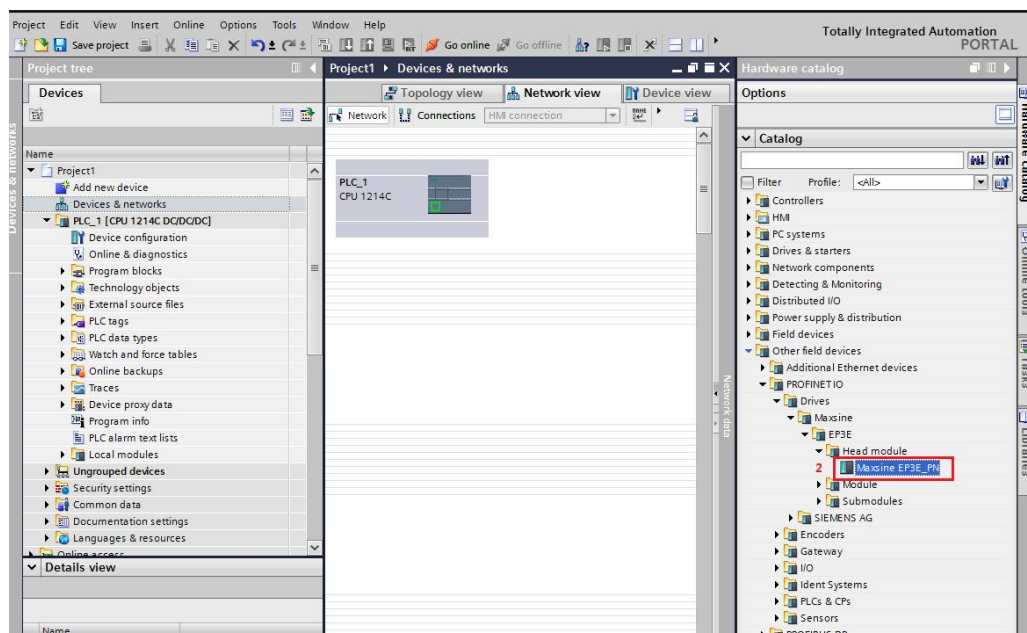 Project Edit View Insert Online Options Tools Window Help
Totally Integrated Automation
PORTAL
Save project
Go online
Go offline
Project tree
Project1 Devices & networks
Hardware catalog
Devices
Topology view
Network view
Device view
Options
Network
Connections
HMI connection
Catalog
Name
Project1
Add new device
Devices & networks
PLC_1 [CPU 1214C DC/DC/DC]
Device configuration
Online & diagnostics
Program blocks
Technology objects
External source files
PLC tags
PLC data types
Watch and force tables
Online backups
Traces
Device proxy data
Program info
PLC alarm text lists
Local modules
Ungrouped devices
Security settings
Common data
Documentation settings
Languages & resources
Online access
Details view
Name
Devices & networks
PLC_1
CPU 1214C
Network data
Filter
Profile:
<All>
Controllers
HMI
PC systems
Drives & starters
Network components
Detecting & Monitoring
Distributed I/O
Power supply & distribution
Field devices
Other field devices
Additional Ethernet devices
PROFINET IO
Drives
Maxsine
EP3E
Head module
2 Maxsine EP3E_PN
Module
Submodules
SIEMENS AG
Encoders
Gateway
I/O
Ident Systems
PLCs & CPs
Sensors
PROFIBUS DP
Hardware catalog
Online tools
Tasks
Libraries